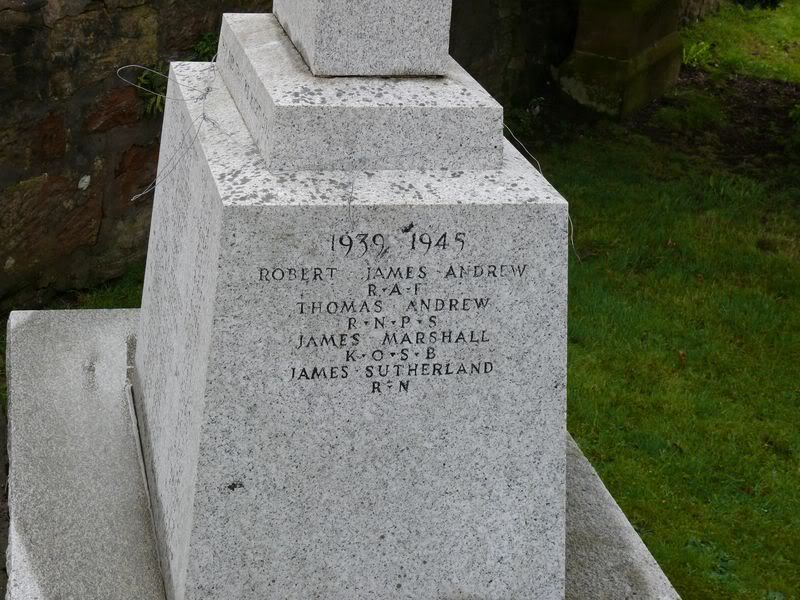 1939 1945
ROBERT JAMES ANDREW
R·A·F
THOMAS ANDREW
R·N·P·S
JAMES MARSHALL
K·O·S·B
JAMES SUTHERLAND
R·N